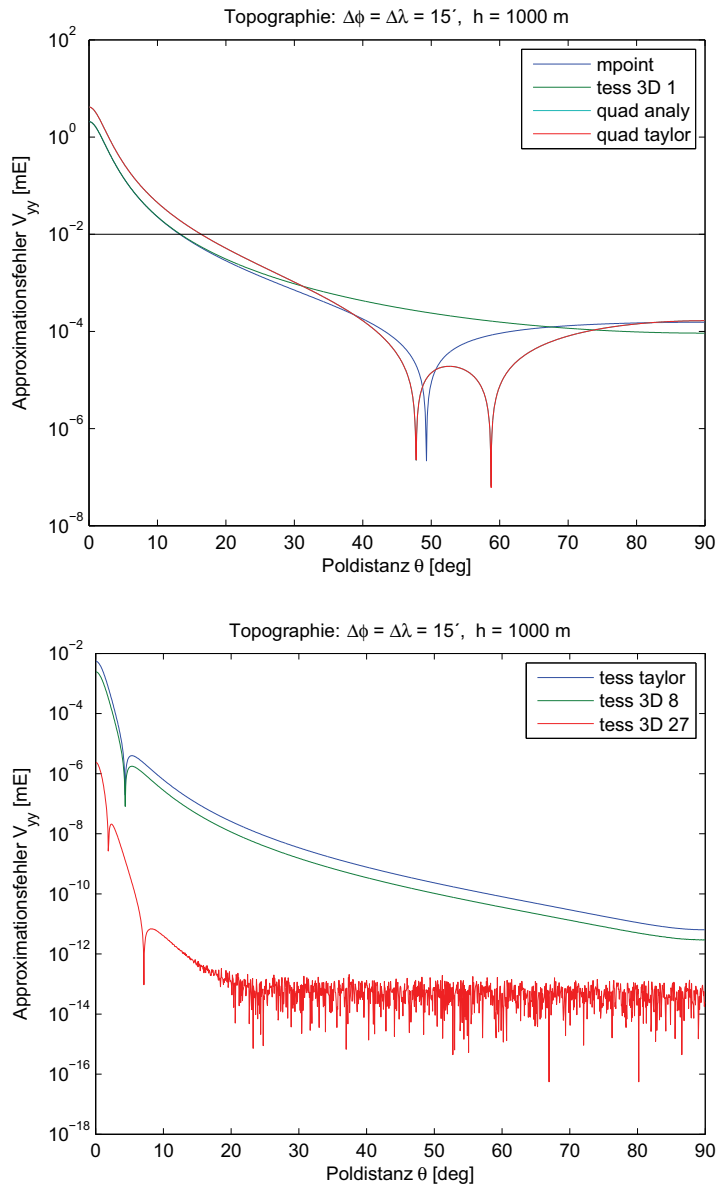 Topographie: Δϕ = Δλ = 15´, h = 1000 m
10^2
10^0
10^−2
10^−4
10^−6
10^−8
Approximationsfehler V_yy [mE]
mpoint
tess 3D 1
quad analy
quad taylor
0 10 20 30 40 50 60 70 80 90
Poldistanz θ [deg]
Topographie: Δϕ = Δλ = 15´, h = 1000 m
10^−2
10^−4
10^−6
10^−8
10^−10
10^−12
10^−14
10^−16
10^−18
Approximationsfehler V_yy [mE]
tess taylor
tess 3D 8
tess 3D 27
0 10 20 30 40 50 60 70 80 90
Poldistanz θ [deg]